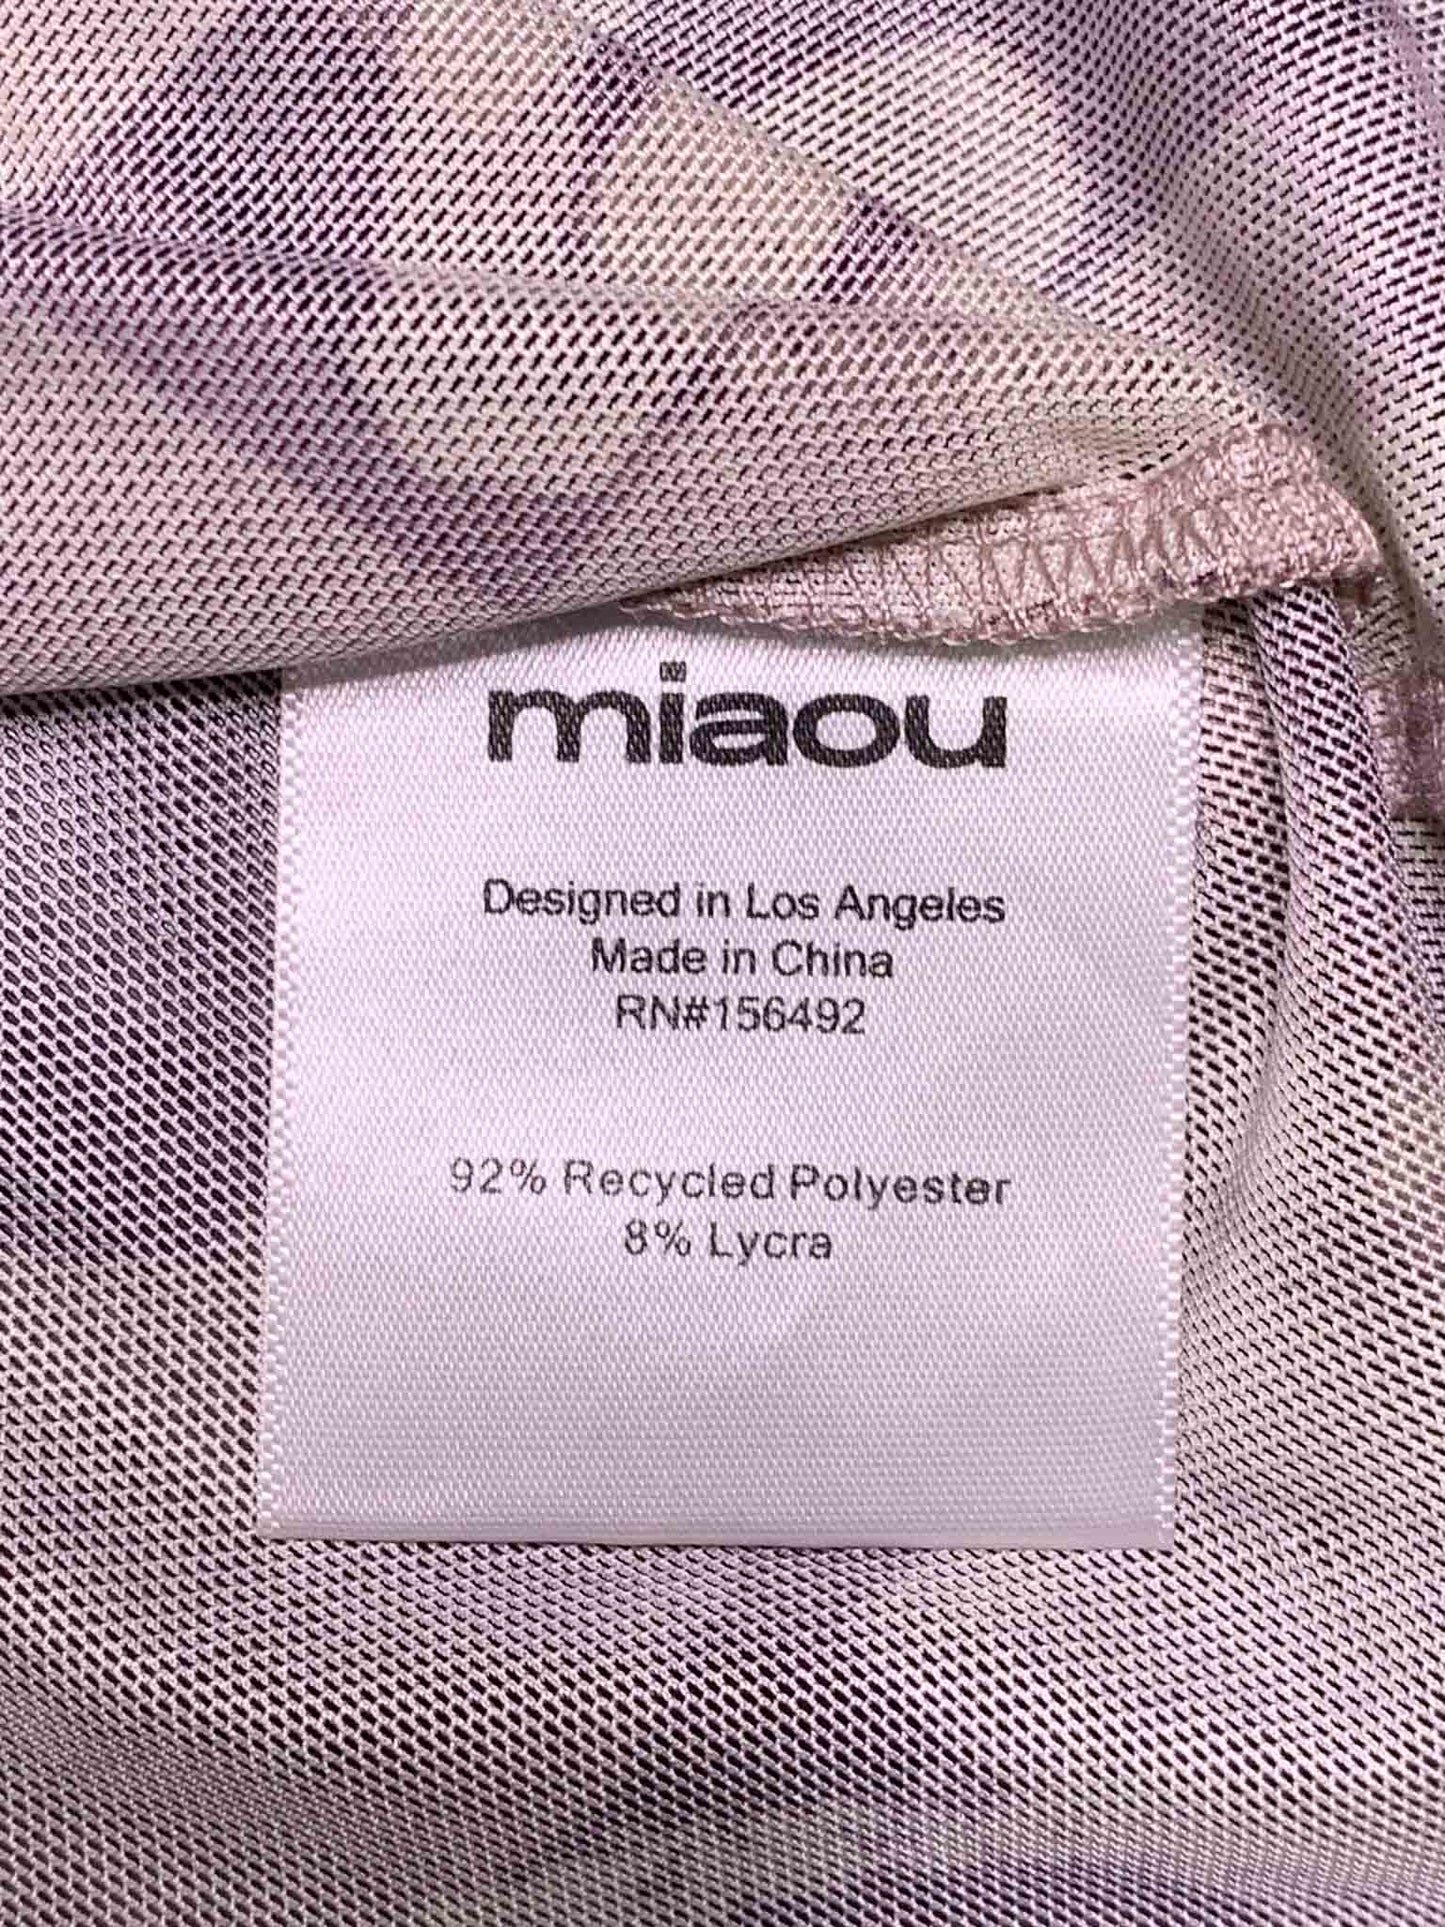 miaou
Designed in Los Angeles
Made in China
RN#156492
92% Recycled Polyester
8% Lycra